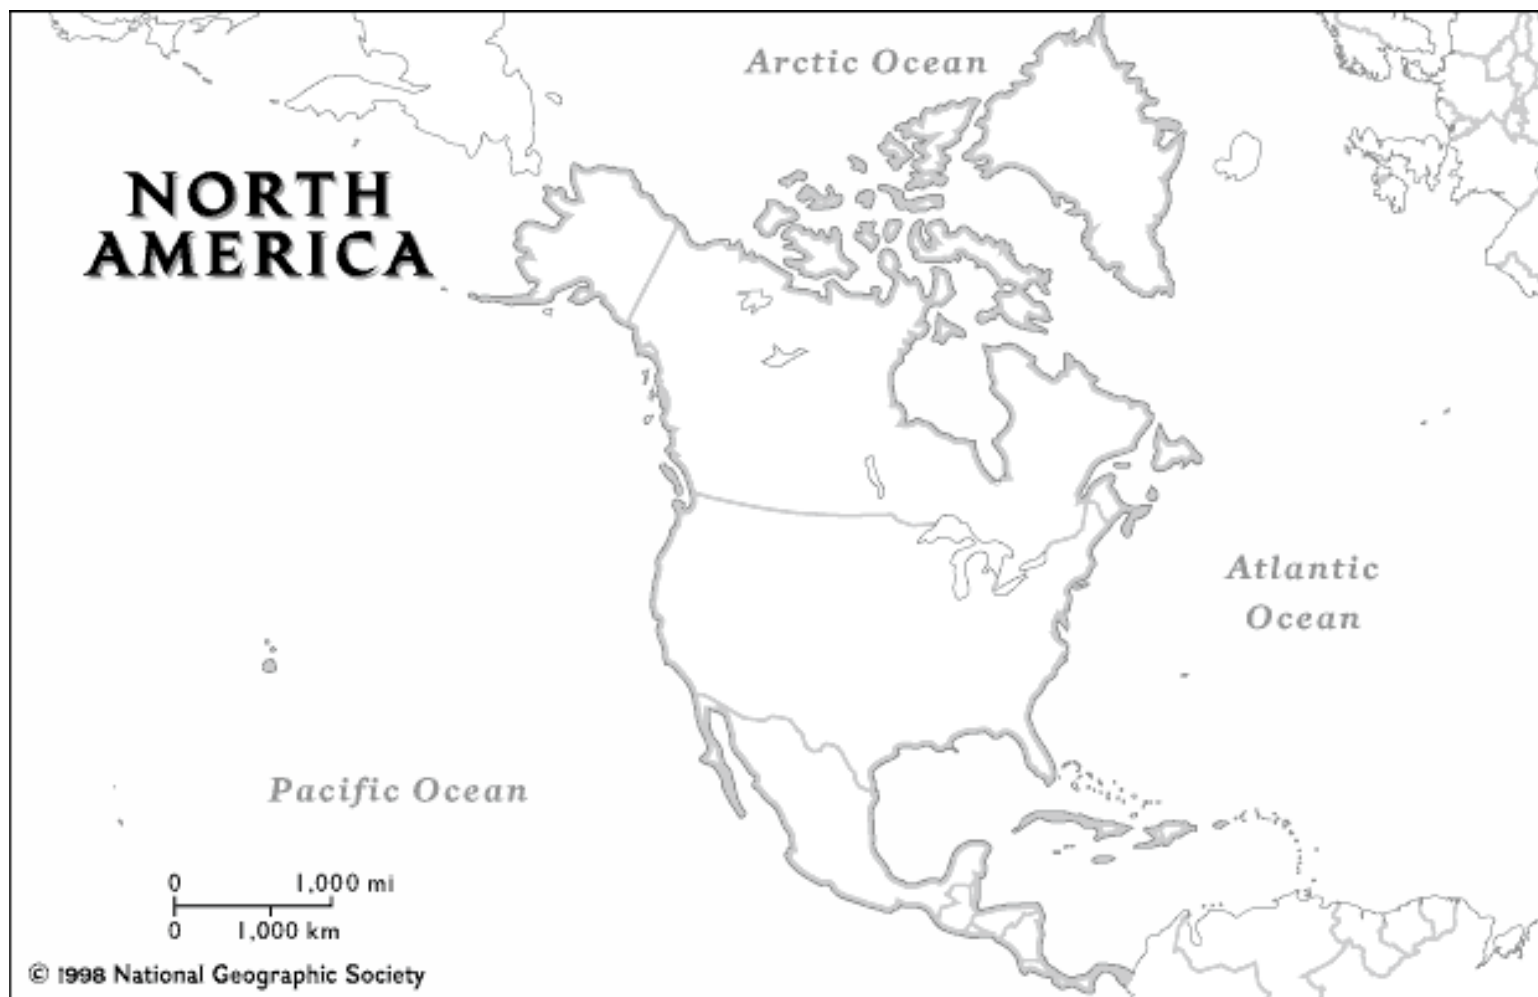 Arctic Ocean
NORTH
AMERICA
Atlantic
Ocean
Pacific Ocean
0 1,000 mi
0 1,000 km
© 1998 National Geographic Society